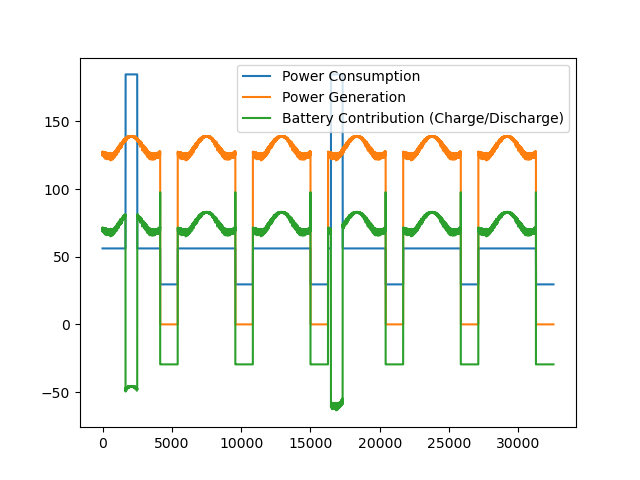 Power Consumption
Power Generation
Battery Contribution (Charge/Discharge)
150
100
50
0
−50
0 5000 10000 15000 20000 25000 30000